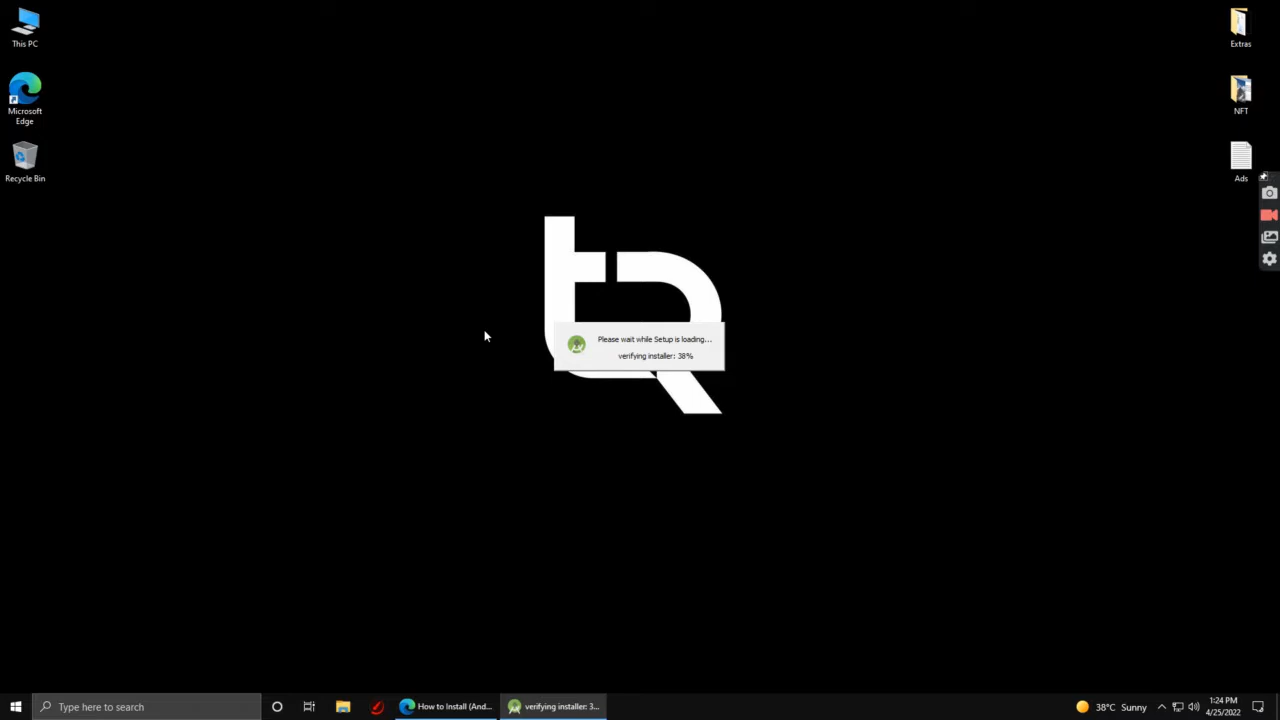 This PC
Microsoft
Edge
Recycle Bin
Extras
NFT
Ads
Please wait while Setup is loading...
verifying installer: 38%
Type here to search
How to Install (And...
verifying installer: 3...
38°C Sunny
1:24 PM
4/25/2022